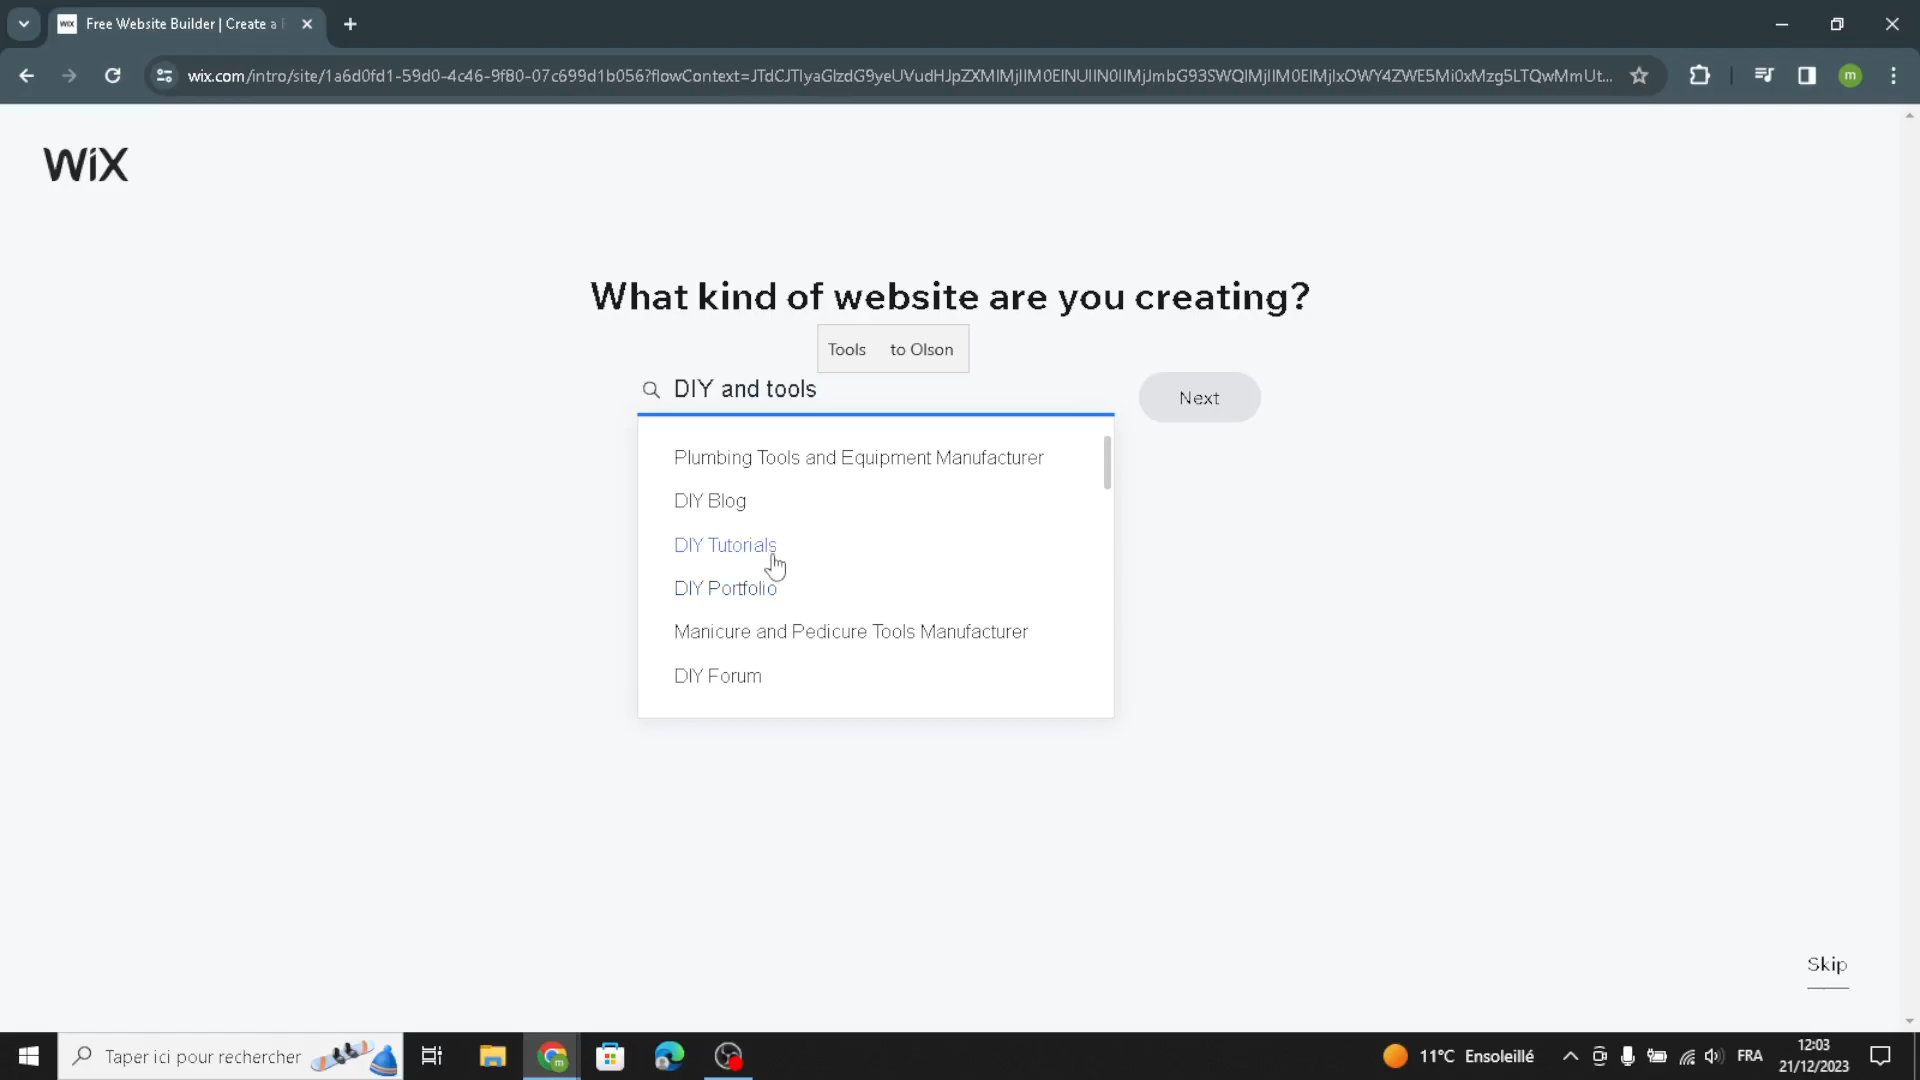 Free Website Builder | Create a F
wix.com/intro/site/1a6d0fd1-59d0-4c46-9f80-07c699d1b056?flowContext=JTdCJTIyaGlzdG9yeUVudHJpZXMlMjIlM0ElNUIlN0IlMjJmbG93SWQlMjIlM0ElMjIxOWY4ZWE5Mi0xMzg5LTQwMmUt...
m
WiX
What kind of website are you creating?
Tools to Olson
DIY and tools
Next
Plumbing Tools and Equipment Manufacturer
DIY Blog
DIY Tutorials
DIY Portfolio
Manicure and Pedicure Tools Manufacturer
DIY Forum
Skip
Taper ici pour rechercher
11°C Ensoleillé
FRA
12:03
21/12/2023